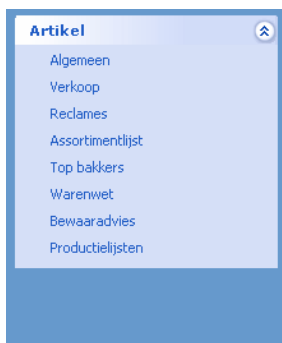 Artikel
Algemeen
Verkoop
Reclames
Assortimentlijst
Top bakkers
Warenwet
Bewaaradvies
Productielijsten